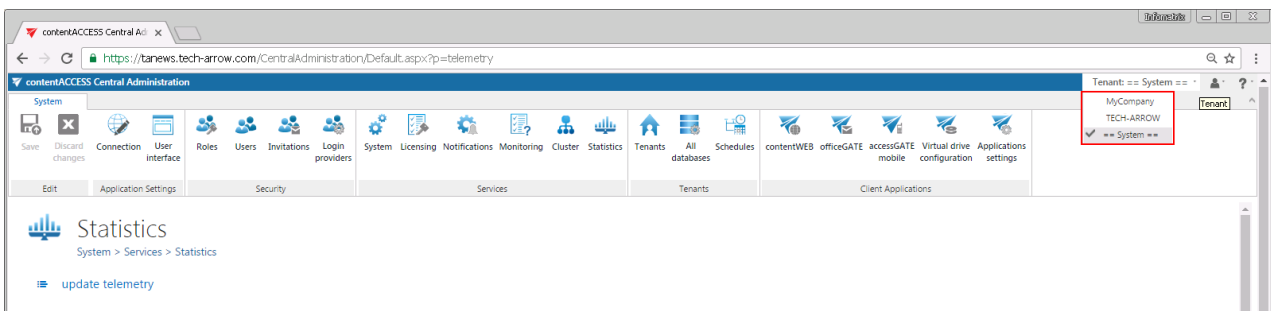 Infometrix
contentACCESS Central Ad
https://tanews.tech-arrow.com/CentralAdministration/Default.aspx?p=telemetry
contentACCESS Central Administration
Tenant: == System ==
?
System
MyCompany
TECH-ARROW
== System ==
Tenant
Save
Discard changes
Connection
User interface
Roles
Users
Invitations
Login providers
System
Licensing
Notifications
Monitoring
Cluster
Statistics
Tenants
All databases
Schedules
contentWEB
officeGATE
accessGATE mobile
Virtual drive configuration
Applications settings
Edit
Application Settings
Security
Services
Tenants
Client Applications
Statistics
System > Services > Statistics
update telemetry